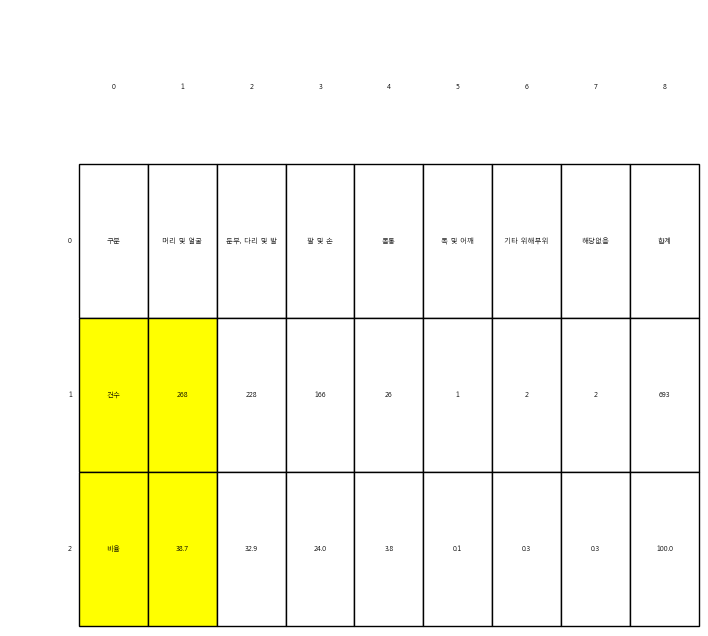 0 1 2 3 4 5 6 7 8
0 구분 머리 및 얼굴 둔부, 다리 및 발 팔 및 손 몸통 목 및 어깨 기타 위해부위 해당없음 합계
1 건수 268 228 166 26 1 2 2 693
2 비율 38.7 32.9 24.0 3.8 0.1 0.3 0.3 100.0